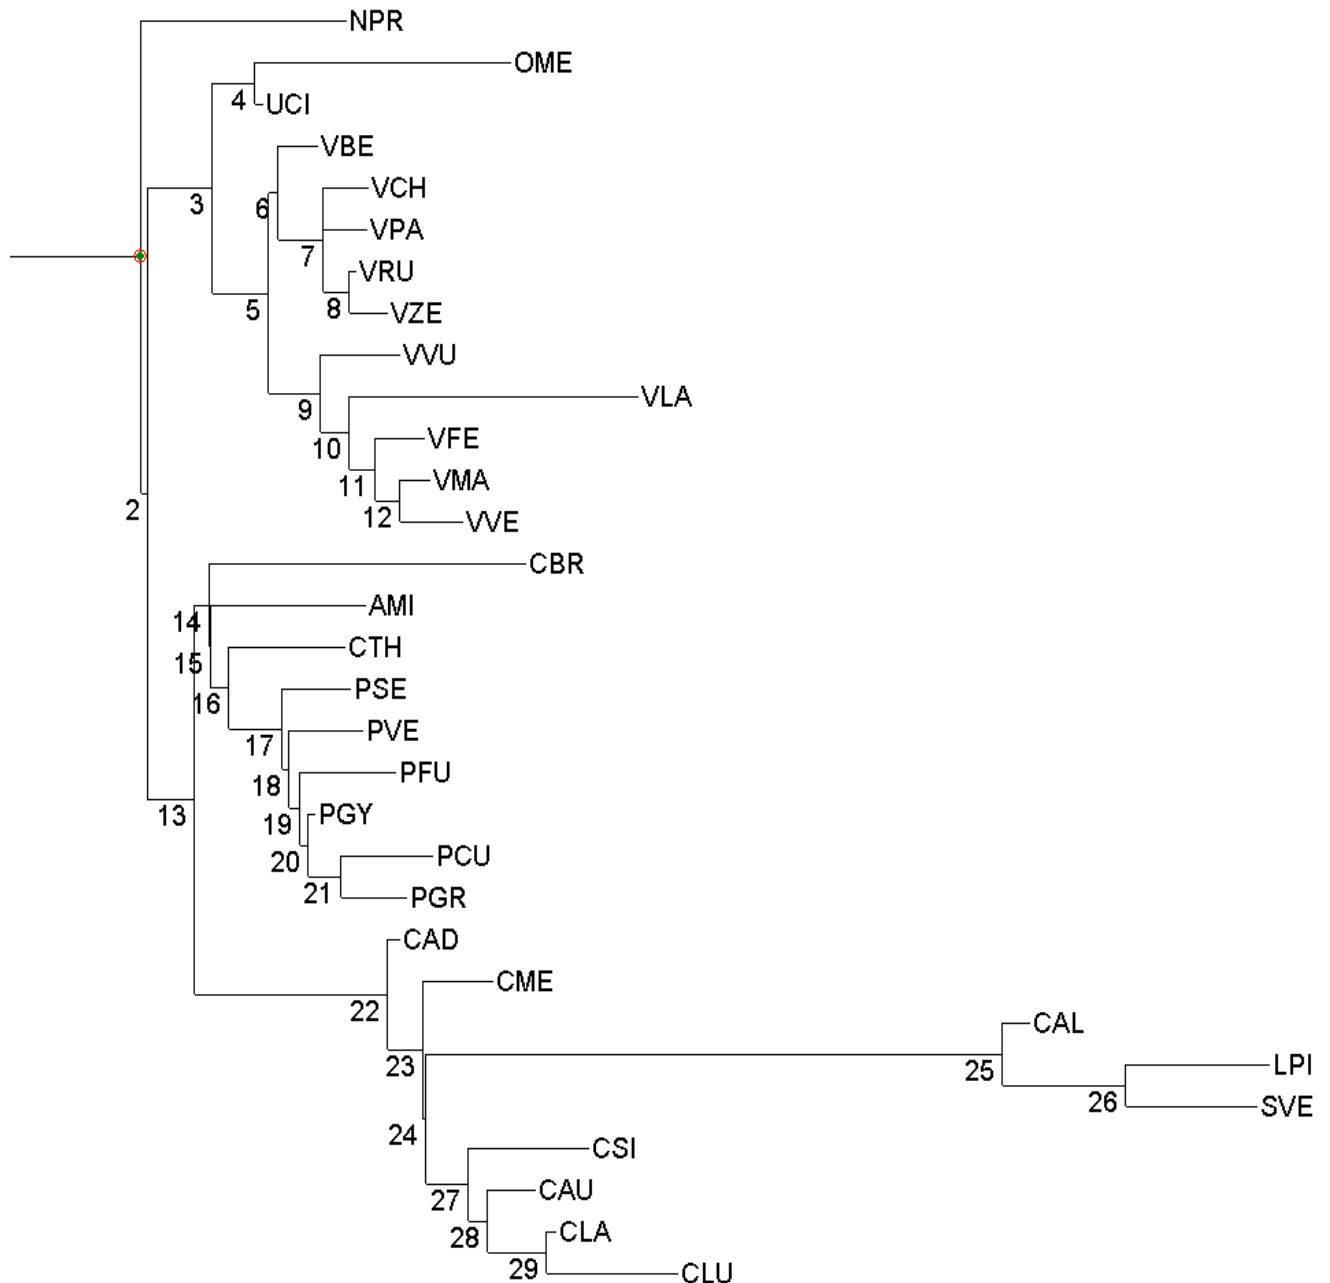 NPR
OME
4 UCI
VBE
VCH
3 6
VPA
7
VRU
5 8 VZE
VVU
VLA
9
VFE
10
VMA
11
12 VVE
2
CBR
AMI
14
CTH
15
PSE
16
PVE
17
PFU
18
PGY
13 19
PCU
20
PGR
21
CAD
CME
22
CAL
23 25 LPI
26 SVE
24
CSI
CAU
27
CLA
28
29 CLU